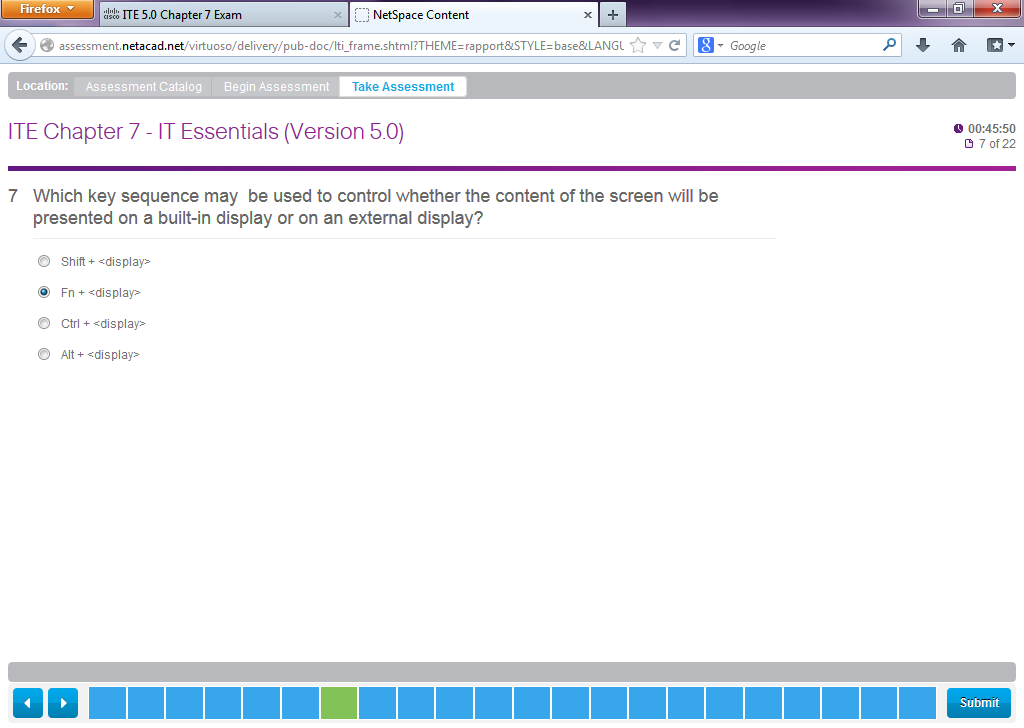 Firefox
cisco ITE 5.0 Chapter 7 Exam
NetSpace Content
assessment.netacad.net/virtuoso/delivery/pub-doc/lti_frame.shtml?THEME=rapport&STYLE=base&LANGU
8 Google
Location: Assessment Catalog Begin Assessment Take Assessment
ITE Chapter 7 - IT Essentials (Version 5.0)
00:45:50
7 of 22
7 Which key sequence may  be used to control whether the content of the screen will be
presented on a built-in display or on an external display?
Shift + <display>
Fn + <display>
Ctrl + <display>
Alt + <display>
Submit